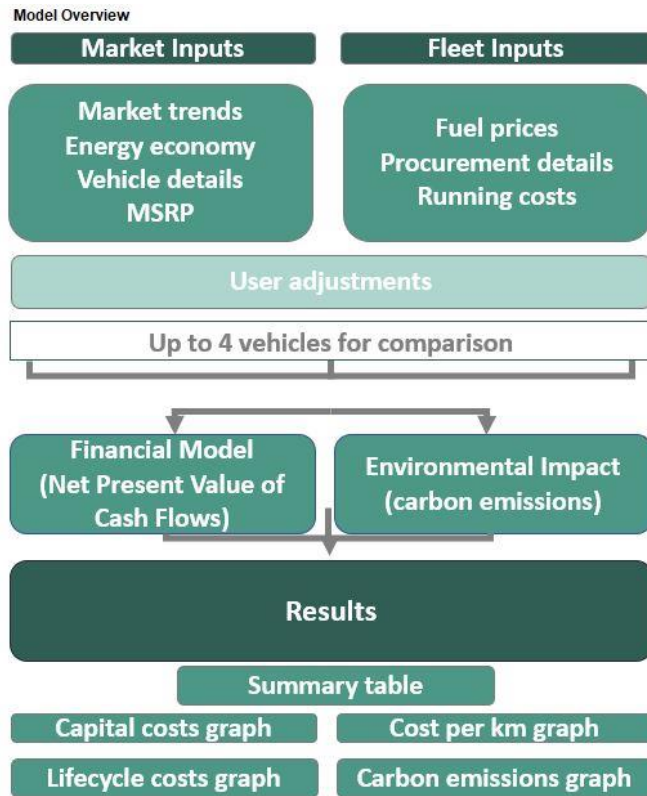 Model Overview
Market Inputs
Fleet Inputs
Market trends
Energy economy
Vehicle details
MSRP
Fuel prices
Procurement details
Running costs
User adjustments
Up to 4 vehicles for comparison
Financial Model
(Net Present Value of
Cash Flows)
Environmental Impact
(carbon emissions)
Results
Summary table
Capital costs graph
Cost per km graph
Lifecycle costs graph
Carbon emissions graph